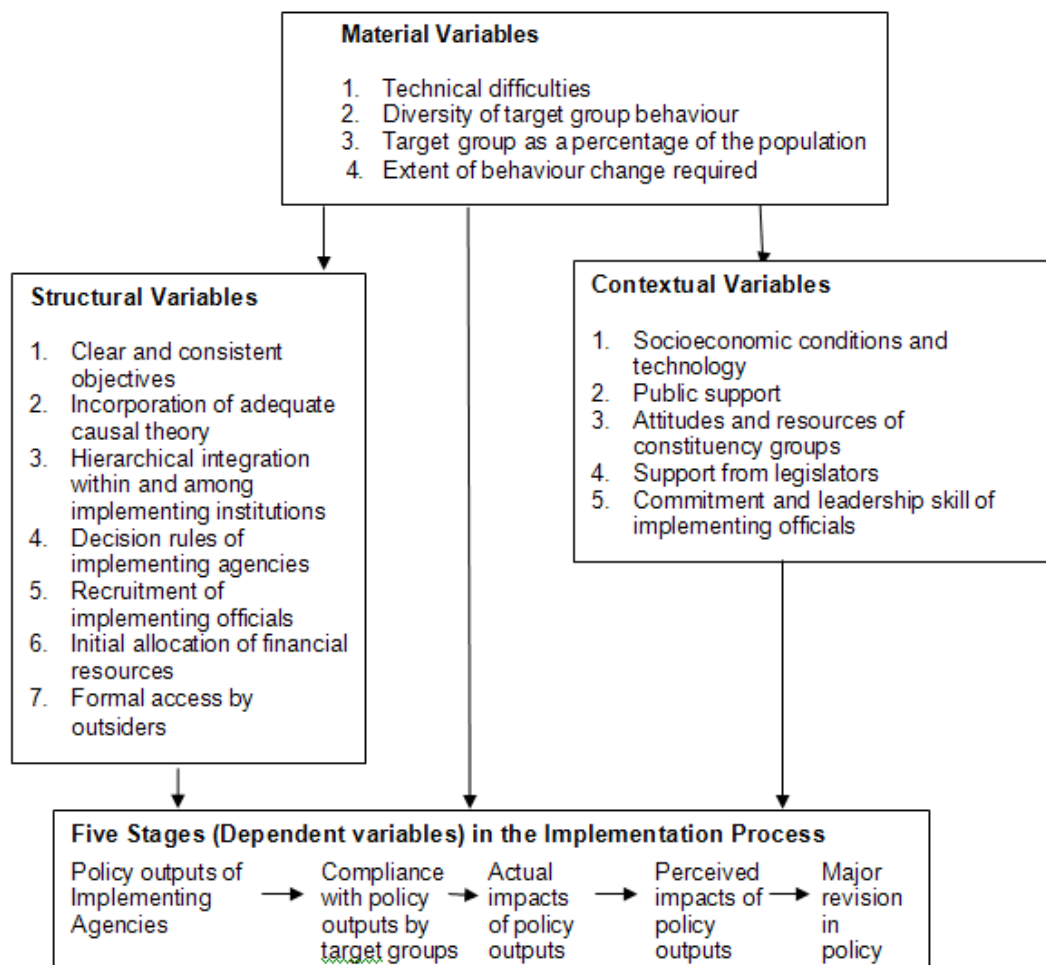 Material Variables
1. Technical difficulties
2. Diversity of target group behaviour
3. Target group as a percentage of the population
4. Extent of behaviour change required
Structural Variables
1. Clear and consistent
objectives
2. Incorporation of adequate
causal theory
3. Hierarchical integration
within and among
implementing institutions
4. Decision rules of
implementing agencies
5. Recruitment of
implementing officials
6. Initial allocation of financial
resources
7. Formal access by
outsiders
Contextual Variables
1. Socioeconomic conditions and
technology
2. Public support
3. Attitudes and resources of
constituency groups
4. Support from legislators
5. Commitment and leadership skill of
implementing officials
Five Stages (Dependent variables) in the Implementation Process
Policy outputs of
Implementing
Agencies
Compliance
with policy
outputs by
target groups
Actual
impacts
of policy
outputs
Perceived
impacts of
policy
outputs
Major
revision
in
policy